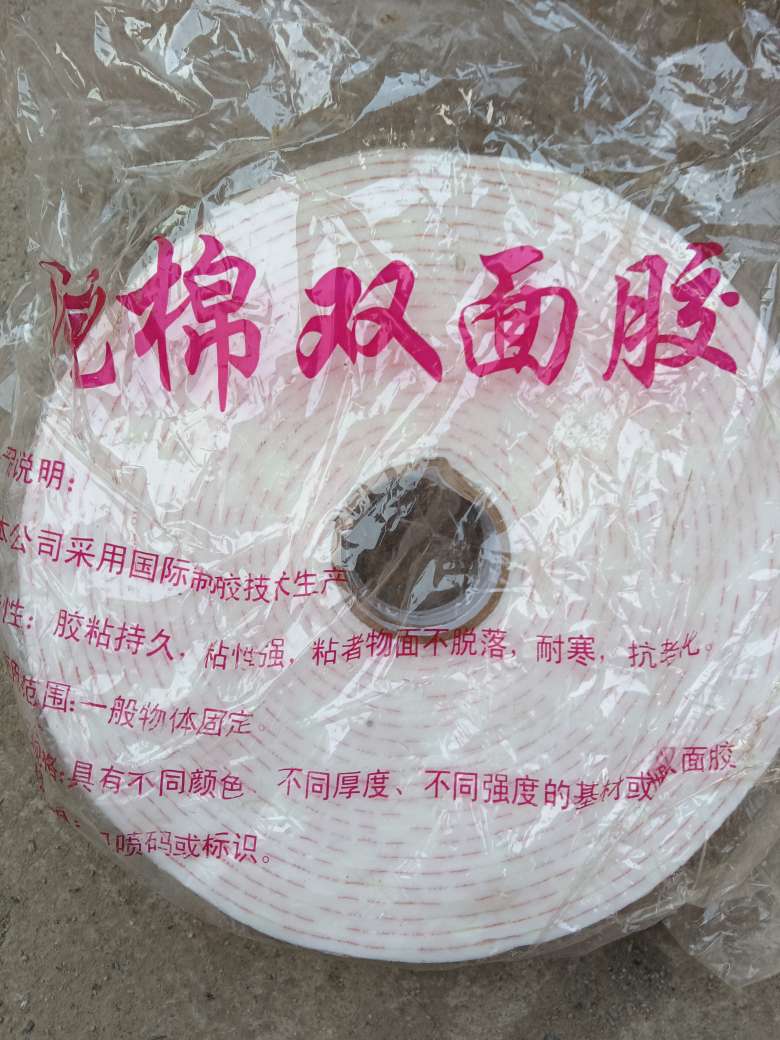 棉双面胶
说明：
本公司采用国际制胶技术生产
性：胶粘持久，粘性强，粘者物面不脱落，耐寒，抗老化。
范围：一般物体固定。
规格：具有不同颜色、不同厚度、不同强度的基材或双面胶
喷码或标识。